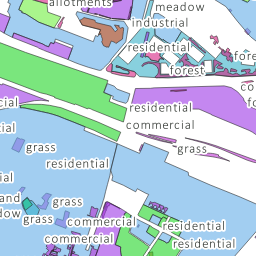 allotments
meadow
industrial
residential
forest
residential
commercial
grass
grass
residential
grass
grass
commercial
commercial
residential
residential